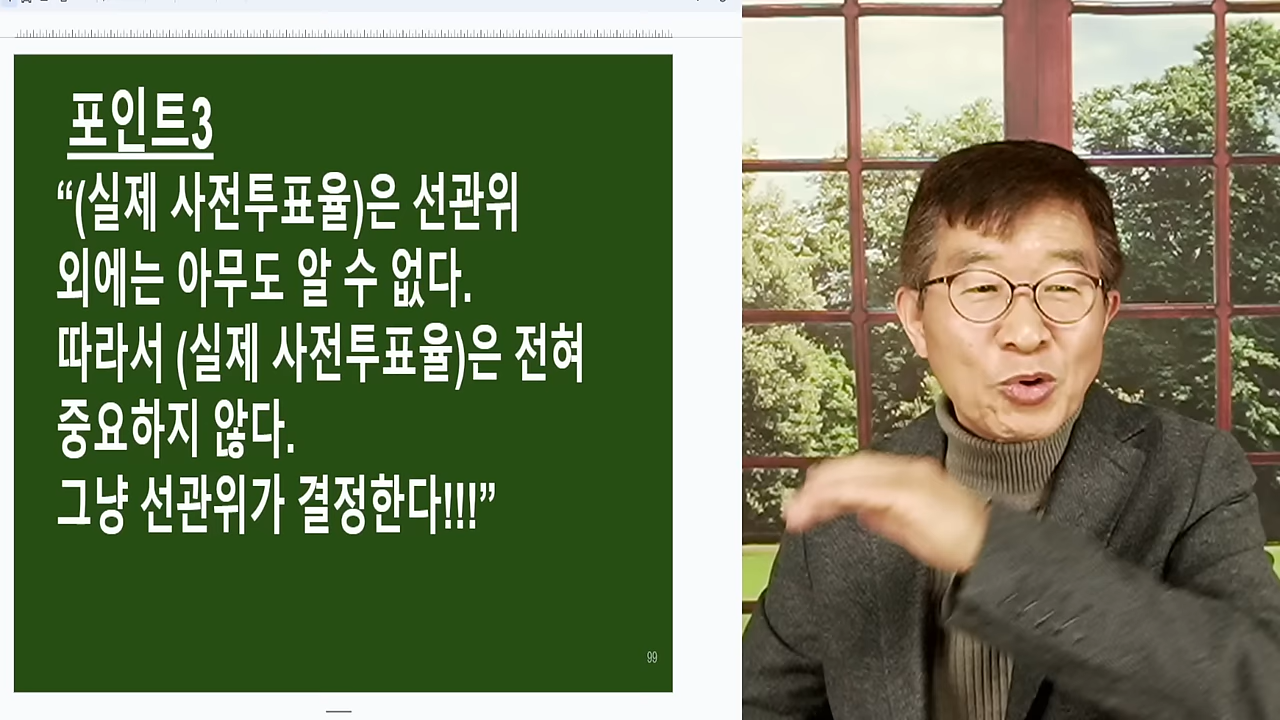 포인트3
“(실제 사전투표율)은 선관위
외에는 아무도 알 수 없다.
따라서 (실제 사전투표율)은 전혀
중요하지 않다.
그냥 선관위가 결정한다!!!”
99